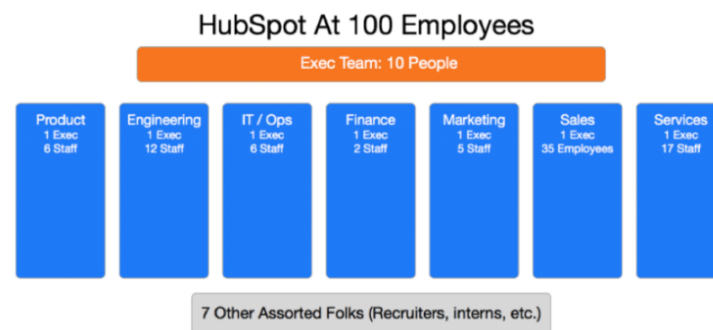 HubSpot At 100 Employees
Exec Team: 10 People
Product
1 Exec
6 Staff
Engineering
1 Exec
12 Staff
IT / Ops
1 Exec
6 Staff
Finance
1 Exec
2 Staff
Marketing
1 Exec
5 Staff
Sales
1 Exec
35 Employees
Services
1 Exec
17 Staff
7 Other Assorted Folks (Recruiters, interns, etc.)